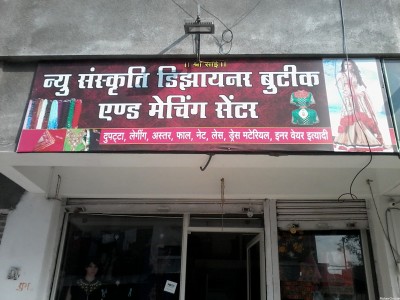 ।। श्री साई ।।
न्यु संस्कृति डिझायनर बुटीक
एण्ड मेचिंग सेंटर
दुपट्टा, लेगींग, अस्तर, फाल, नेट, लेस, ड्रेस मटेरियल, इनर वेयर इत्यादी